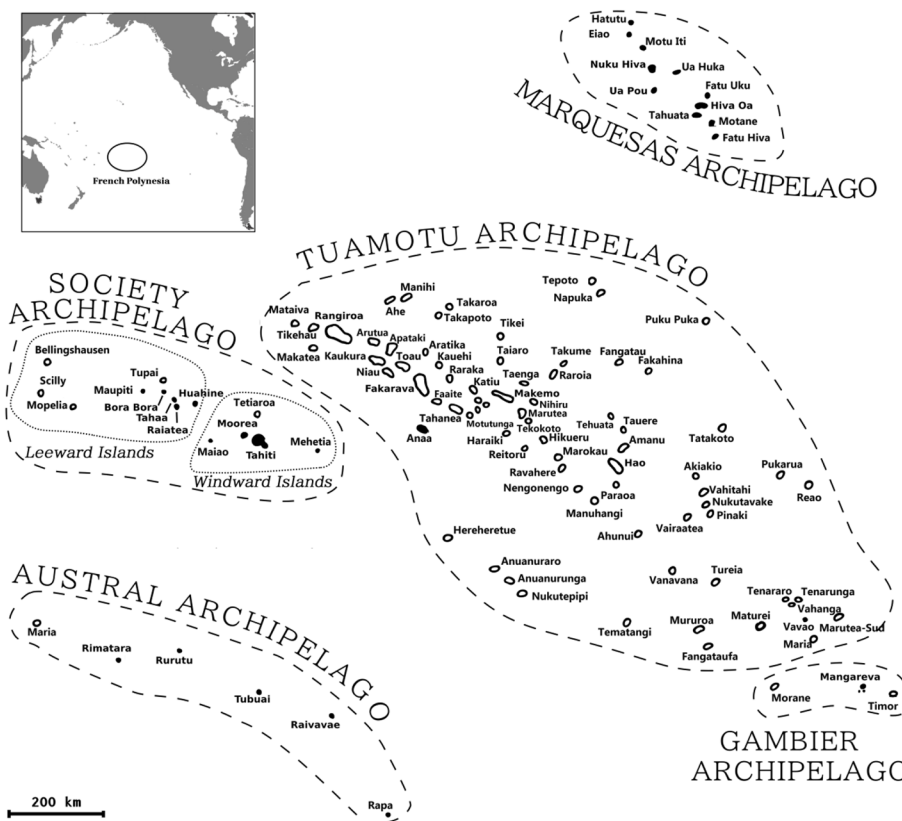 French Polynesia
Hatutu
Eiao
Motu Iti
Nuku Hiva
Ua Huka
Ua Pou
Fatu Uku
Hiva Oa
Tahuata
Motane
Fatu Hiva
MARQUESAS ARCHIPELAGO
TUAMOTU ARCHIPELAGO
Tepoto
Napuka
Puku Puka
Manihi
Ahe
Takaroa
Takapoto
Mataiva
Rangiroa
Tikehau
Makatea
Arutua
Apataki
Kaukura
Toau
Niau
Aratika
Kauehi
Raraka
Tikei
Taiaro
Takume
Raroia
Fangatau
Fakahina
Fakarava
Faaite
Katiu
Taenga
Makemo
Nihiru
Marutea
Tahanea
Motutunga
Tekokoto
Anaa
Haraiki
Reitoru
Hikueru
Marokau
Ravahere
Tehuata
Tauere
Amanu
Hao
Tatakoto
Nengonengo
Paraoa
Manuhangi
Akiakio
Vahitahi
Nukutavake
Pinaki
Vairaatea
Pukarua
Reao
Ahunui
Hereheretue
Anuanuraro
Anuanurunga
Nukutepipi
Vanavana
Tureia
Tenararo
Tenarunga
Vahanga
Vavao
Marutea-Sud
Maria
Maturei
Mururoa
Tematangi
Fangataufa
SOCIETY
ARCHIPELAGO
Bellingshausen
Scilly
Mopelia
Tupai
Maupiti
Huahine
Bora Bora
Tahaa
Raiatea
Leeward Islands
Tetiaroa
Moorea
Maiao
Tahiti
Mehetia
Windward Islands
AUSTRAL ARCHIPELAGO
Maria
Rimatara
Rurutu
Tubuai
Raivavae
Rapa
Mangareva
Morane
Timor
GAMBIER
ARCHIPELAGO
200 km